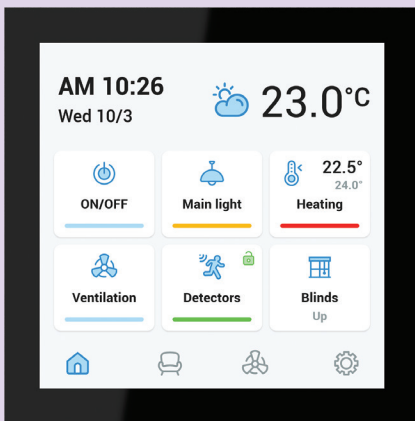 AM 10:26
Wed 10/3
23.0°C
ON/OFF
Main light
22.5°
24.0°
Heating
Ventilation
Detectors
Blinds
Up